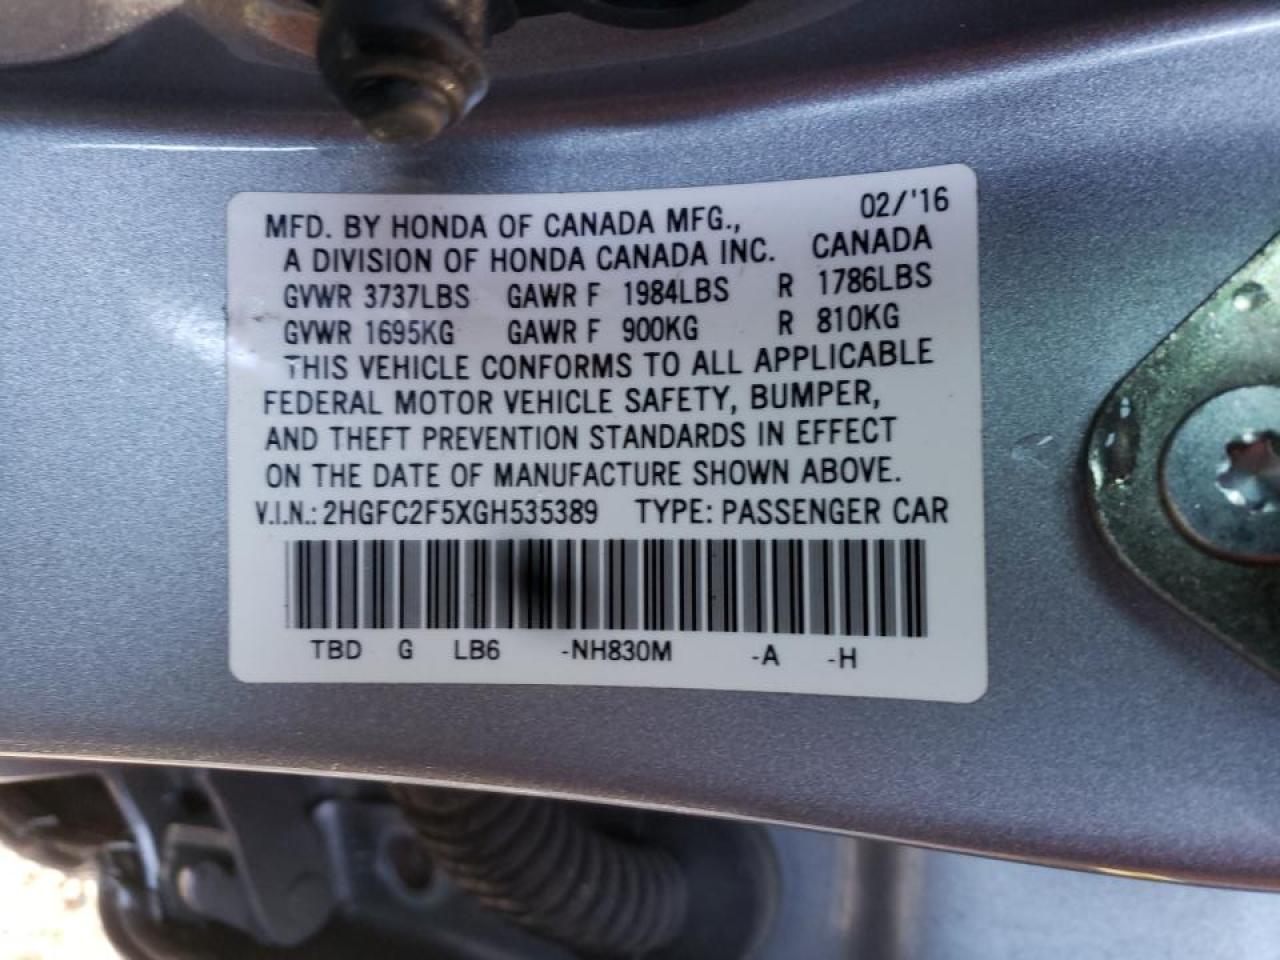 02/'16
MFD. BY HONDA OF CANADA MFG.,
A DIVISION OF HONDA CANADA INC. CANADA
GVWR 3737LBS GAWR F 1984LBS R 1786LBS
GVWR 1695KG GAWR F 900KG R 810KG
THIS VEHICLE CONFORMS TO ALL APPLICABLE
FEDERAL MOTOR VEHICLE SAFETY, BUMPER,
AND THEFT PREVENTION STANDARDS IN EFFECT
ON THE DATE OF MANUFACTURE SHOWN ABOVE.
V.I.N.: 2HGFC2F5XGH535389 TYPE: PASSENGER CAR
TBD G LB6 -NH830M -A -H